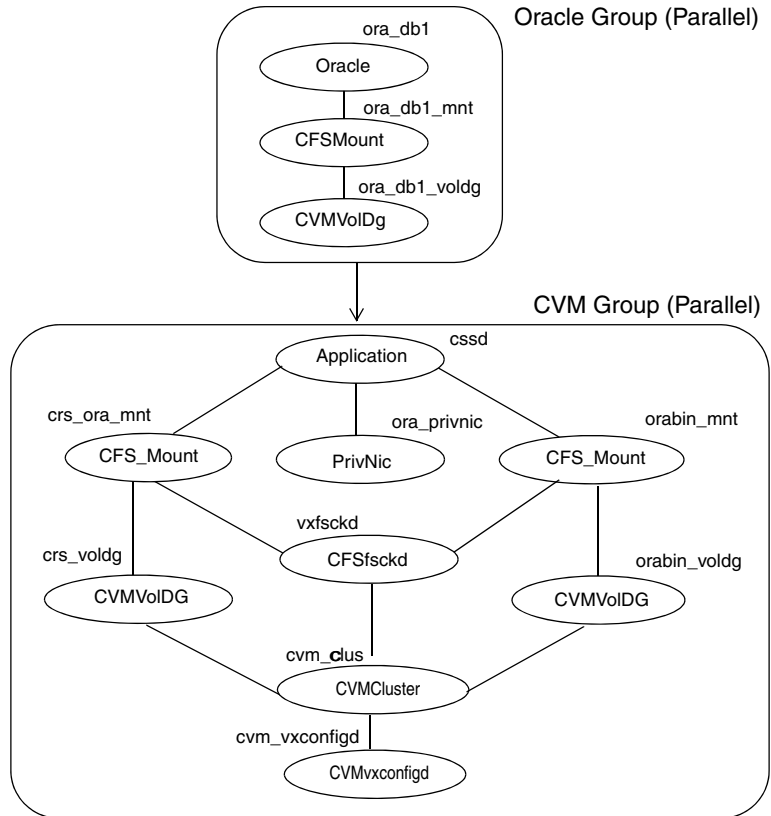 Oracle Group (Parallel)
ora_db1
Oracle
ora_db1_mnt
CFSMount
ora_db1_voldg
CVMVolDg
CVM Group (Parallel)
cssd
Application
crs_ora_mnt
ora_privnic
orabin_mnt
CFS_Mount
PrivNic
CFS_Mount
vxfsckd
crs_voldg
CFSfsckd
orabin_voldg
CVMVolDG
CVMVolDG
cvm_clus
CVMCluster
cvm_vxconfigd
CVMvxconfigd